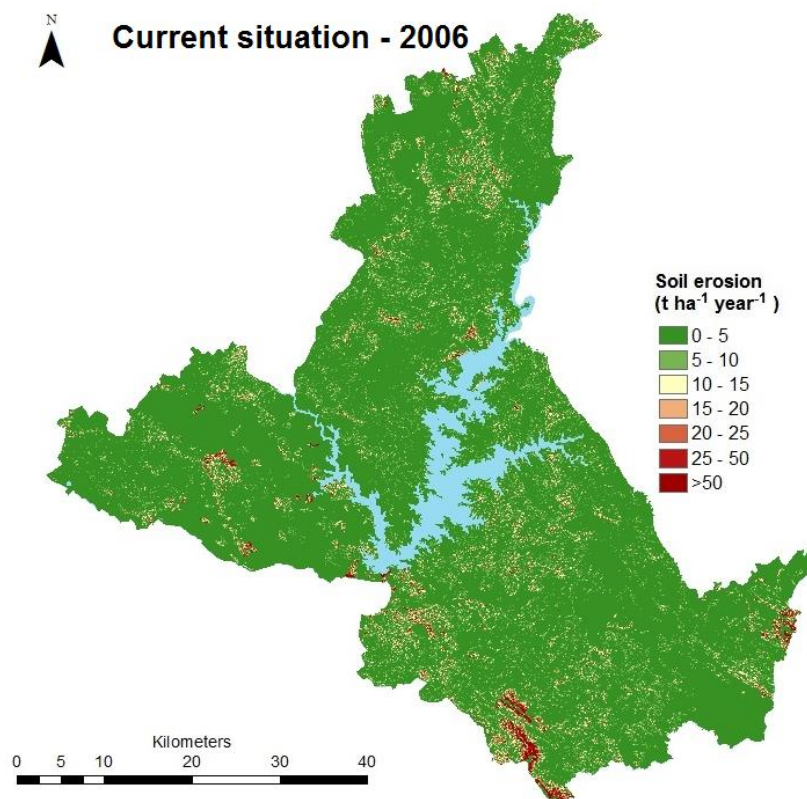 N
Current situation - 2006
Soil erosion
(t ha⁻¹ year⁻¹ )
0 - 5
5 - 10
10 - 15
15 - 20
20 - 25
25 - 50
>50
Kilometers
0 5 10 20 30 40